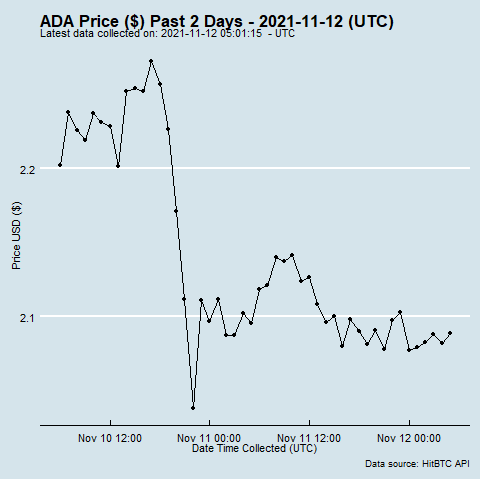 ADA Price ($) Past 2 Days - 2021-11-12 (UTC)
Latest data collected on: 2021-11-12 05:01:15 - UTC
Price USD ($)
2.2
2.1
Nov 10 12:00 Nov 11 00:00 Nov 11 12:00 Nov 12 00:00
Date Time Collected (UTC)
Data source: HitBTC API